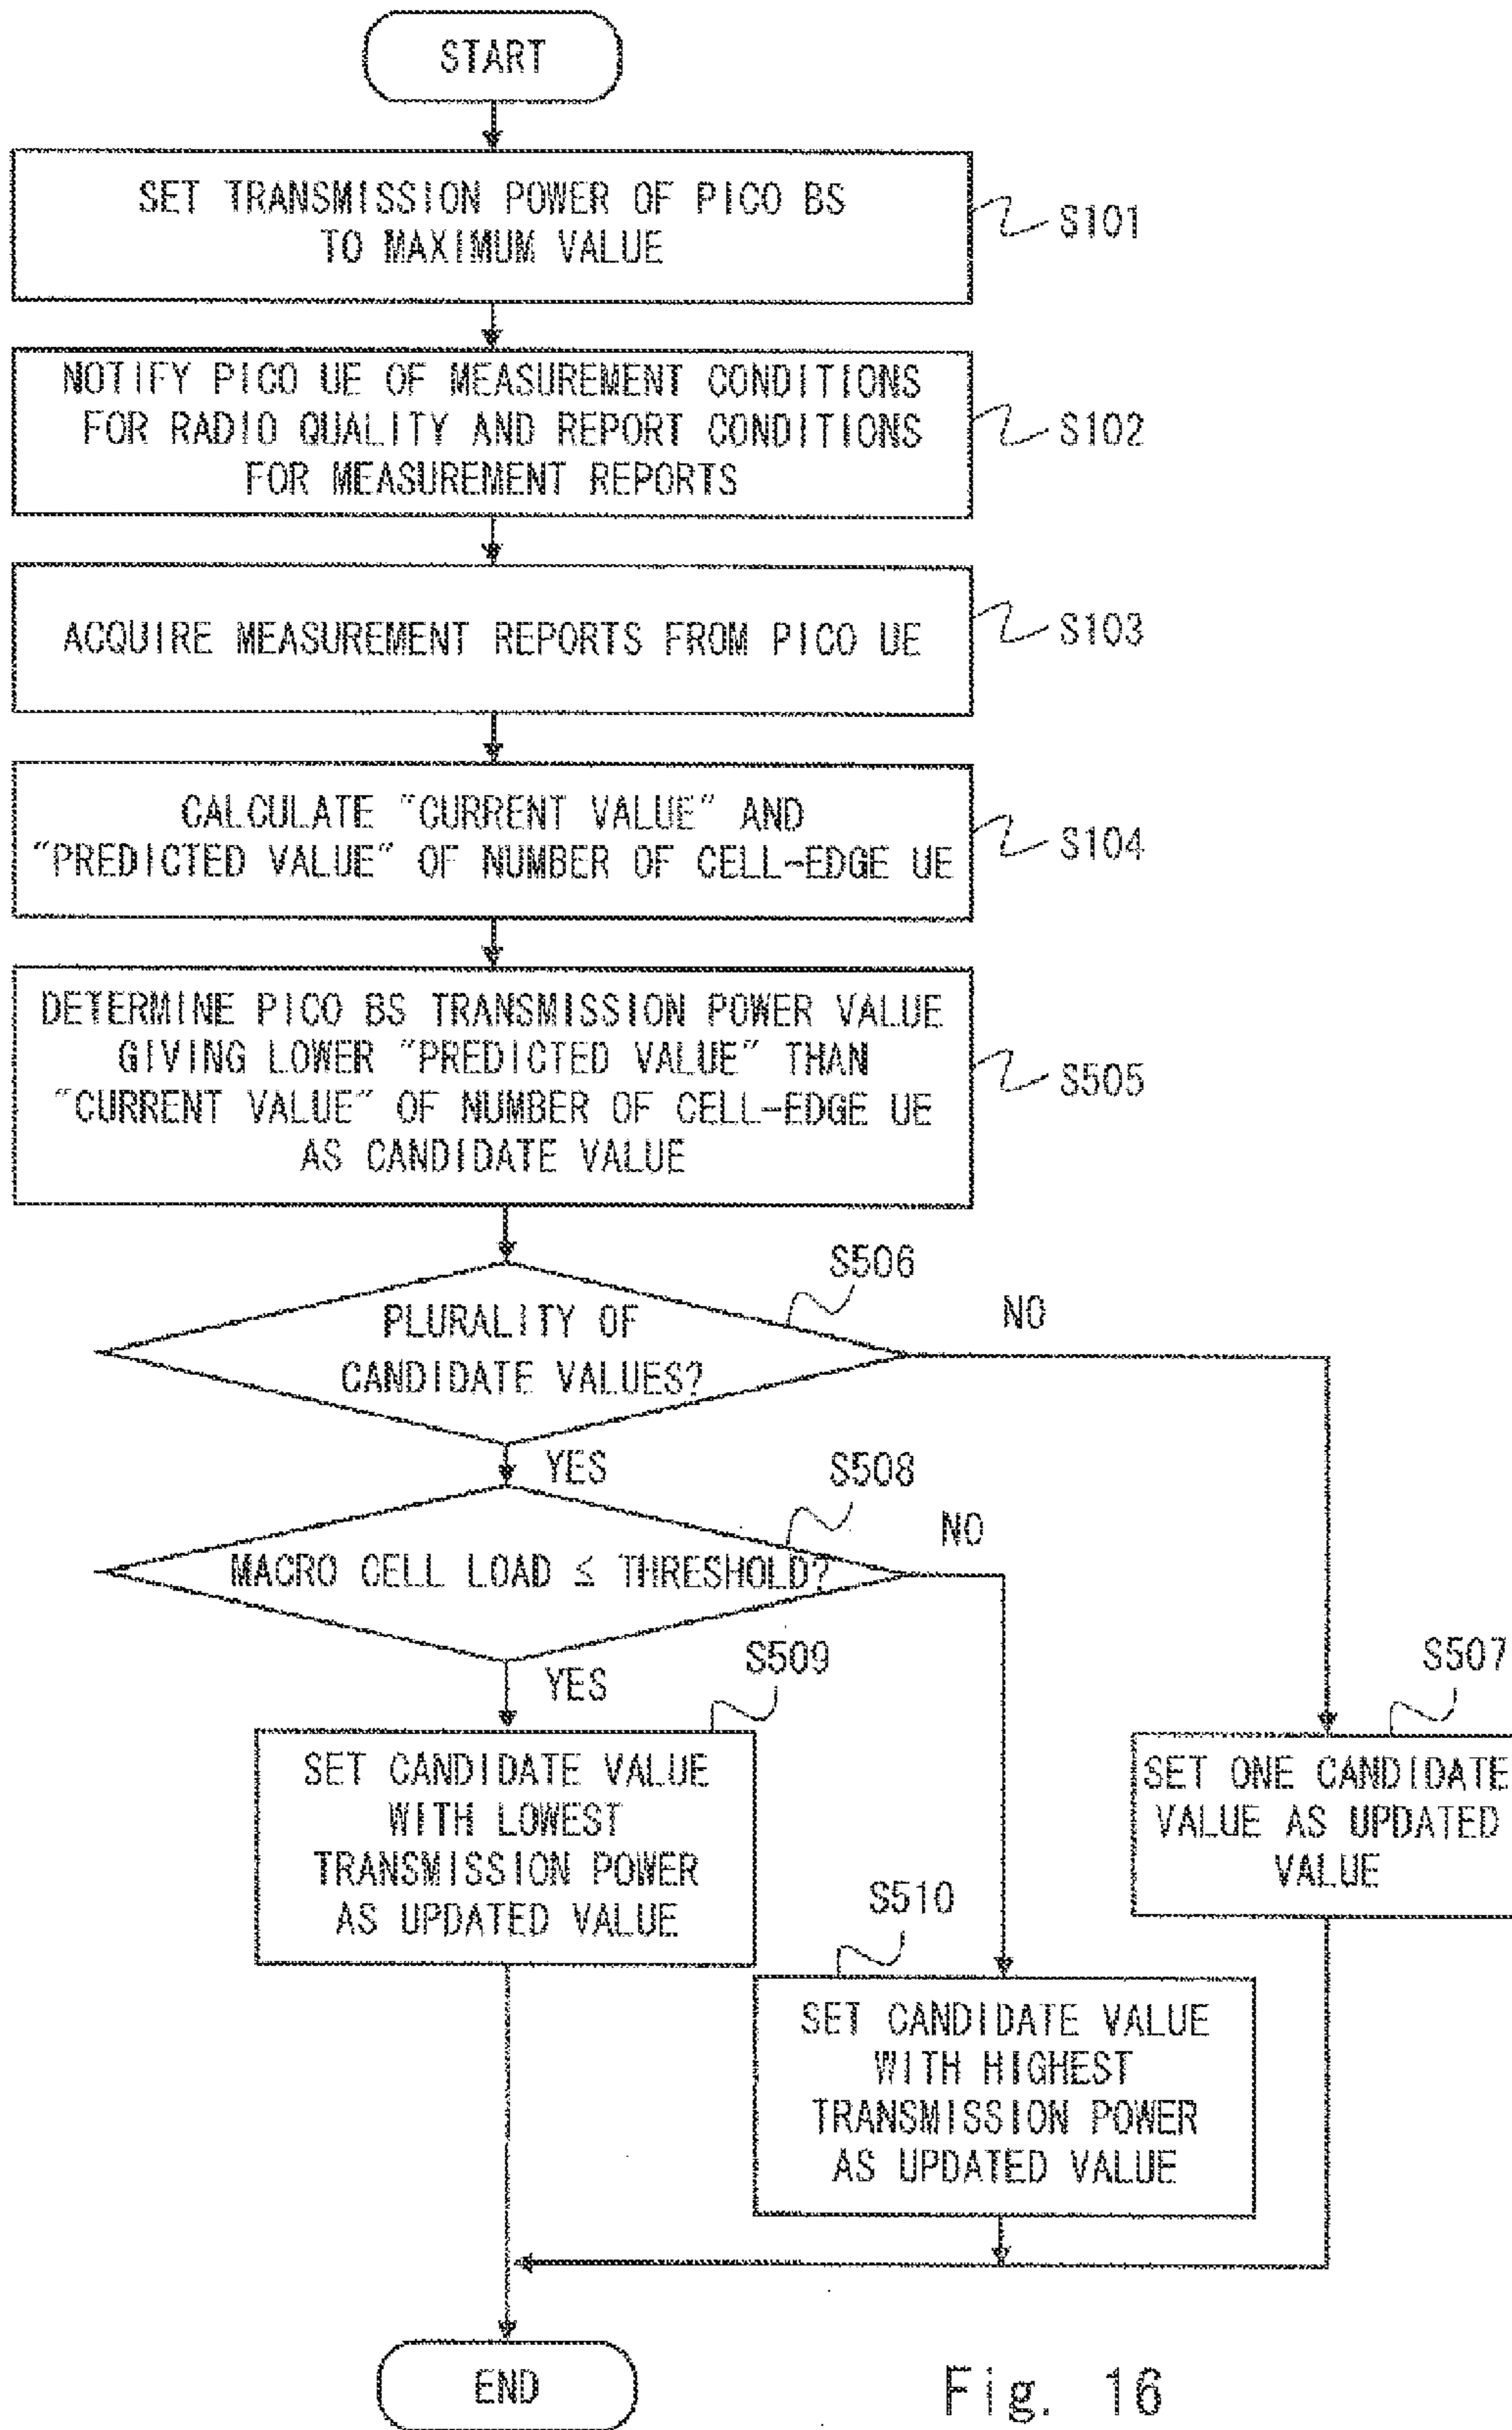 START
SET TRANSMISSION POWER OF PICO BS
TO MAXIMUM VALUE
S101
NOTIFY PICO UE OF MEASUREMENT CONDITIONS
FOR RADIO QUALITY AND REPORT CONDITIONS
FOR MEASUREMENT REPORTS
S102
ACQUIRE MEASUREMENT REPORTS FROM PICO UE
S103
CALCULATE "CURRENT VALUE" AND
"PREDICTED VALUE" OF NUMBER OF CELL-EDGE UE
S104
DETERMINE PICO BS TRANSMISSION POWER VALUE
GIVING LOWER "PREDICTED VALUE" THAN
"CURRENT VALUE" OF NUMBER OF CELL-EDGE UE
AS CANDIDATE VALUE
S505
S506
PLURALITY OF
CANDIDATE VALUES?
NO
YES
S508
MACRO CELL LOAD ≤ THRESHOLD?
NO
YES
S509
SET CANDIDATE VALUE
WITH LOWEST
TRANSMISSION POWER
AS UPDATED VALUE
S507
SET ONE CANDIDATE
VALUE AS UPDATED
VALUE
S510
SET CANDIDATE VALUE
WITH HIGHEST
TRANSMISSION POWER
AS UPDATED VALUE
END
Fig. 16